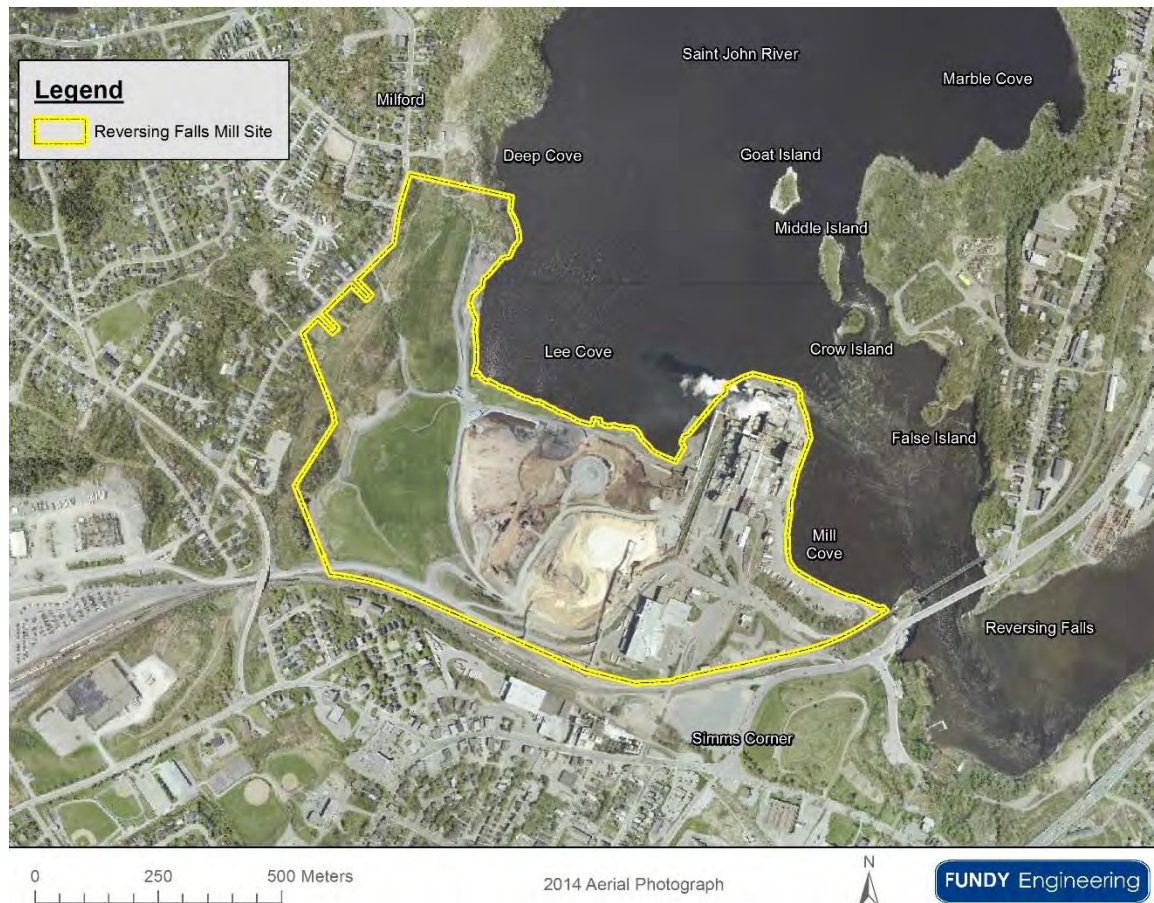 Saint John River
Marble Cove
Legend
Reversing Falls Mill Site
Milford
Deep Cove
Goat Island
Middle Island
Lee Cove
Crow Island
False Island
Mill
Cove
Reversing Falls
Simms Corner
0 250 500 Meters
2014 Aerial Photograph
N
FUNDY Engineering